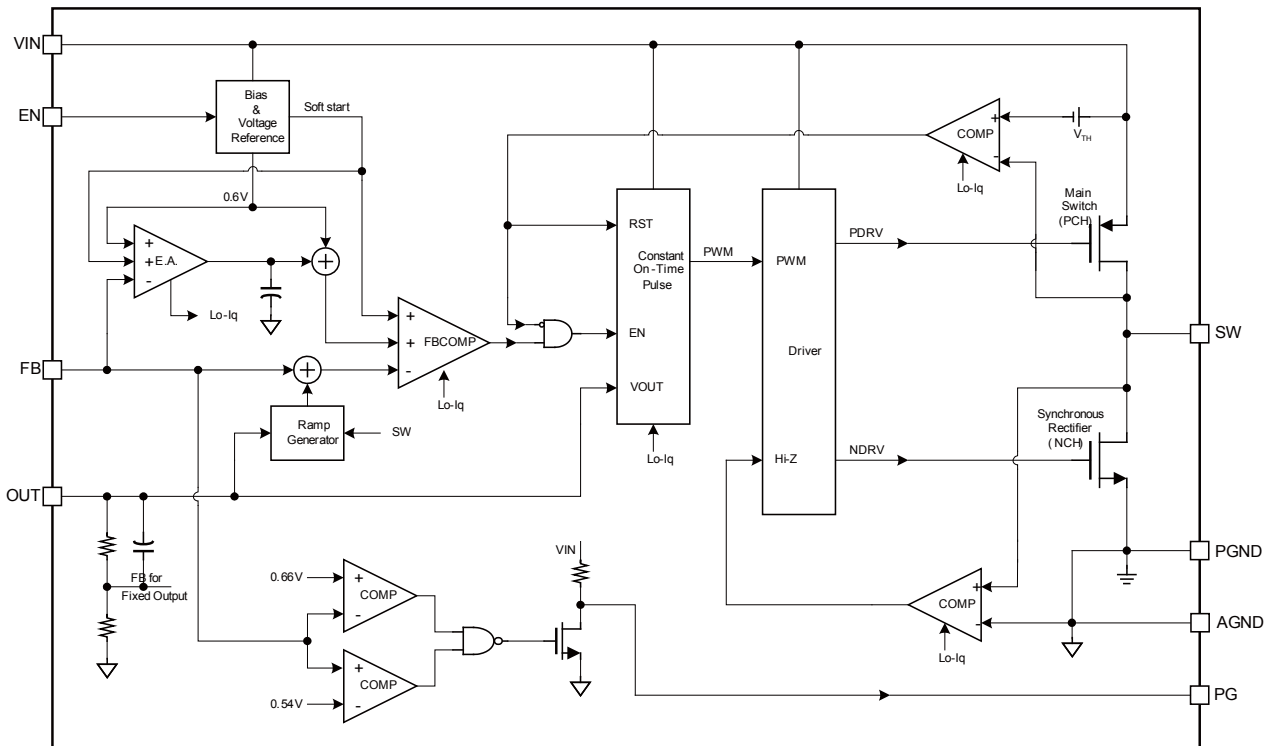 VIN
EN
Bias
&
Voltage
Reference
Soft start
0.6V
+
+ E.A.
-
Lo-Iq
+
+
+
-
FBCOMP
Lo-Iq
FB
+
Ramp
Generator
SW
OUT
FB for
Fixed Output
RST
Constant
On-Time
Pulse
EN
VOUT
Lo-Iq
PWM
PWM
Driver
Hi-Z
PDRV
NDRV
+
-
COMP
Lo-Iq
VTH
Main
Switch
(PCH)
SW
Synchronous
Rectifier
(NCH)
PGND
AGND
+
-
COMP
Lo-Iq
0.66V
+
-
COMP
+
-
COMP
0.54V
VIN
PG